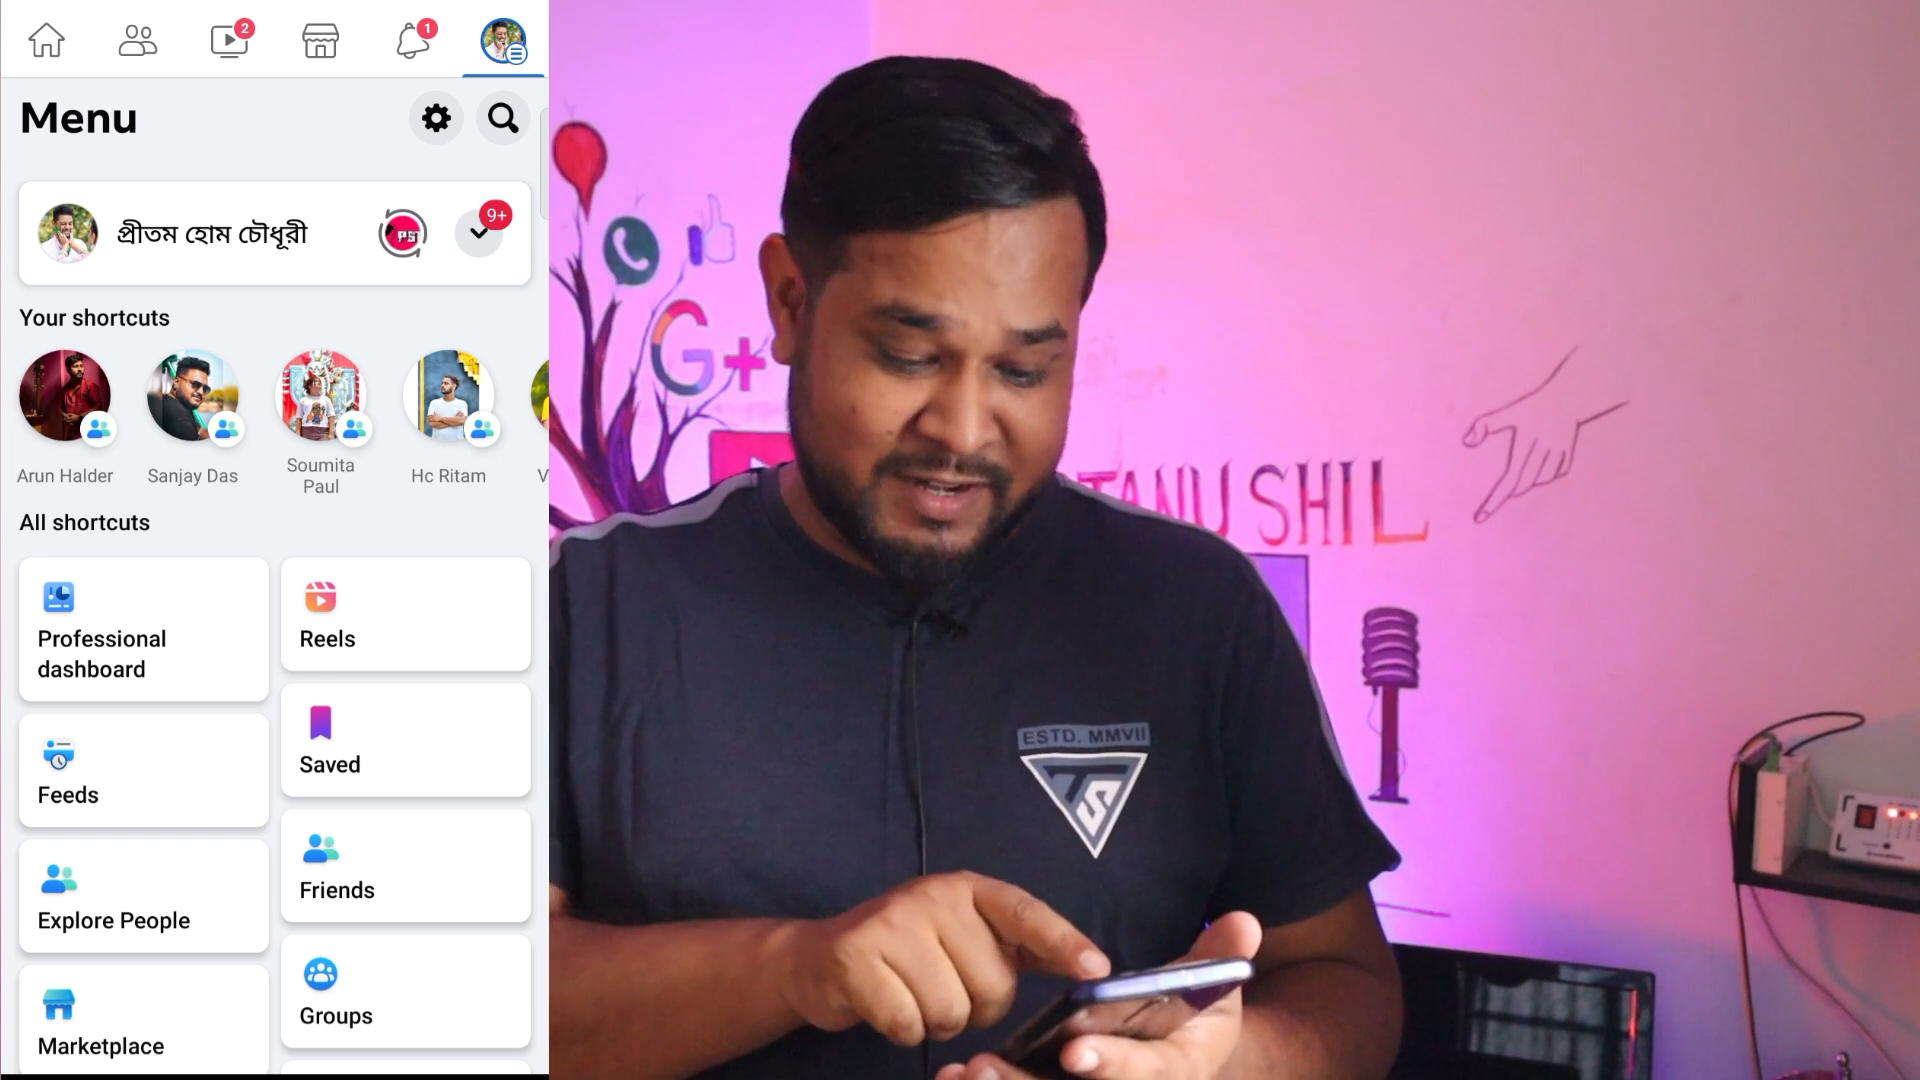 2
1
Menu
প্রীতম হোম চৌধূরী
PSI
9+
Your shortcuts
Arun Halder
Sanjay Das
Soumita
Paul
Hc Ritam
V
All shortcuts
Professional
dashboard
Reels
Feeds
Saved
Explore People
Friends
Marketplace
Groups
G+
TANU SHIL
ESTD. MMVII
TS